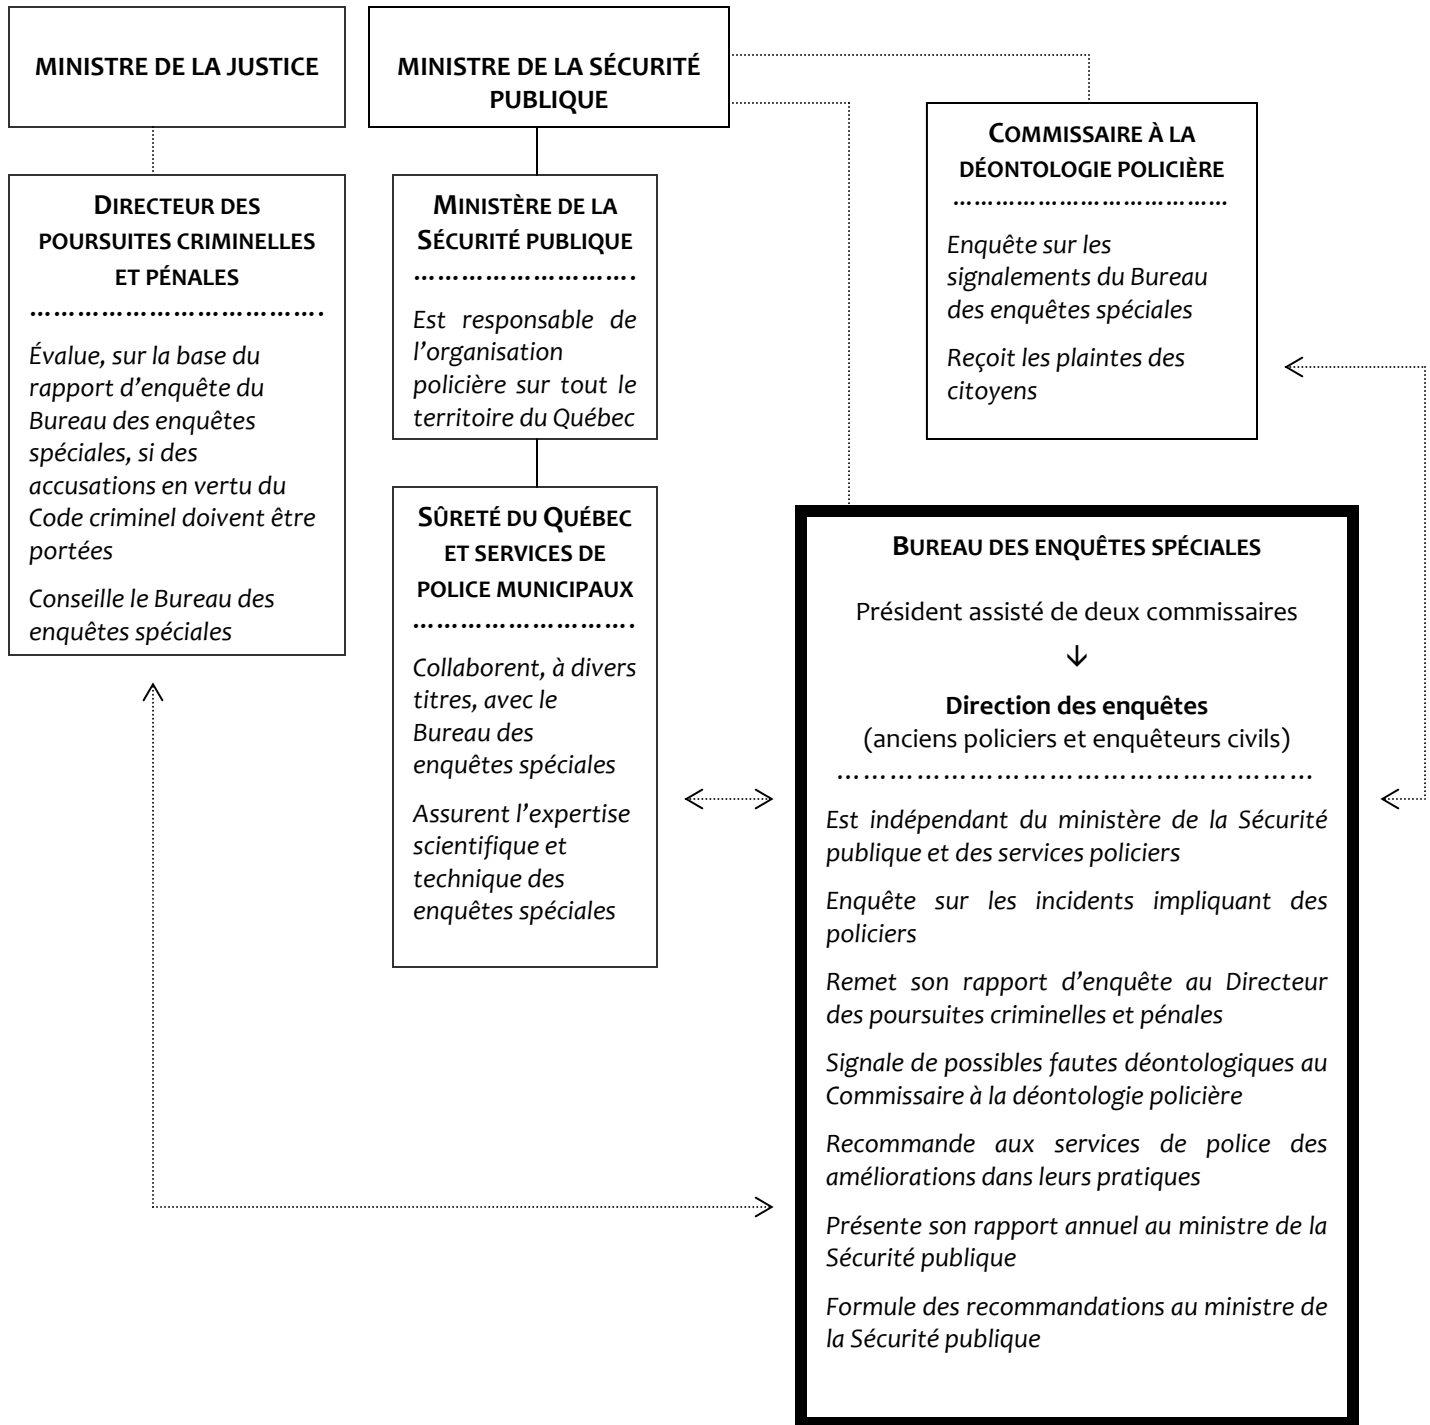 MINISTRE DE LA JUSTICE
MINISTRE DE LA SÉCURITÉ
PUBLIQUE
DIRECTEUR DES
POURSUITES CRIMINELLES
ET PÉNALES
……………………………….
Évalue, sur la base du
rapport d’enquête du
Bureau des enquêtes
spéciales, si des
accusations en vertu du
Code criminel doivent être
portées
Conseille le Bureau des
enquêtes spéciales
MINISTÈRE DE LA
SÉCURITÉ PUBLIQUE
……………………….
Est responsable de
l’organisation
policière sur tout le
territoire du Québec
SÛRETÉ DU QUÉBEC
ET SERVICES DE
POLICE MUNICIPAUX
……………………….
Collaborent, à divers
titres, avec le
Bureau des
enquêtes spéciales
Assurent l’expertise
scientifique et
technique des
enquêtes spéciales
COMMISSAIRE À LA
DÉONTOLOGIE POLICIÈRE
…………………………………
Enquête sur les
signalements du Bureau
des enquêtes spéciales
Reçoit les plaintes des
citoyens
BUREAU DES ENQUÊTES SPÉCIALES
Président assisté de deux commissaires
↓
Direction des enquêtes
(anciens policiers et enquêteurs civils)
………………………………………………
Est indépendant du ministère de la Sécurité
publique et des services policiers
Enquête sur les incidents impliquant des
policiers
Remet son rapport d’enquête au Directeur
des poursuites criminelles et pénales
Signale de possibles fautes déontologiques au
Commissaire à la déontologie policière
Recommande aux services de police des
améliorations dans leurs pratiques
Présente son rapport annuel au ministre de la
Sécurité publique
Formule des recommandations au ministre de
la Sécurité publique